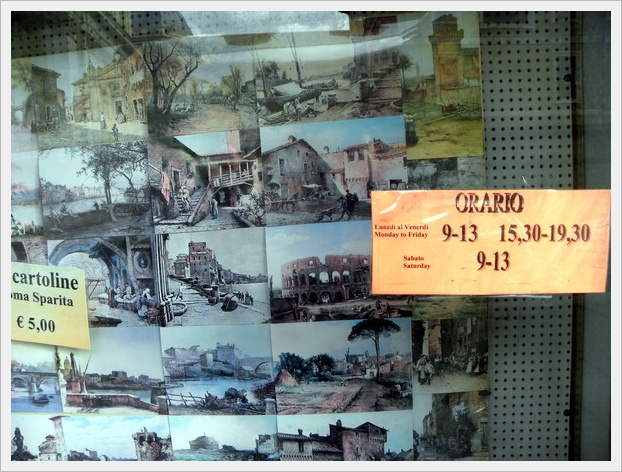 ORARIO
Lunedì al Venerdì
Monday to Friday
9-13 15,30-19,30
Sabato
Saturday
9-13
cartoline
oma Sparita
€ 5,00